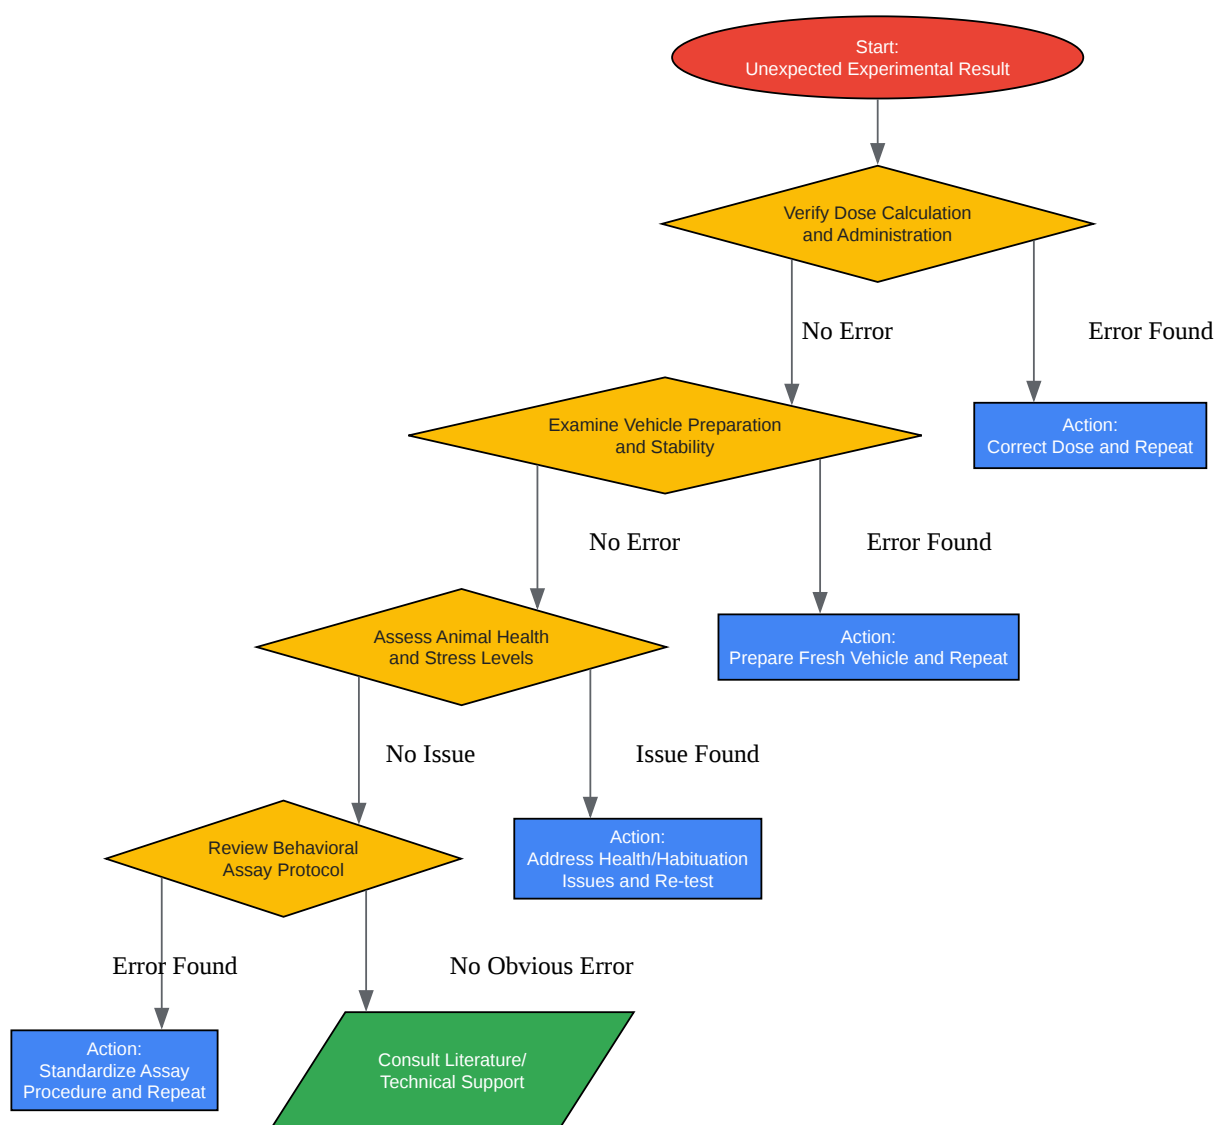 Start:
Unexpected Experimental Result
Verify Dose Calculation
and Administration
No Error
Error Found
Action:
Correct Dose and Repeat
Examine Vehicle Preparation
and Stability
No Error
Error Found
Action:
Prepare Fresh Vehicle and Repeat
Assess Animal Health
and Stress Levels
No Issue
Issue Found
Action:
Address Health/Habituation
Issues and Re-test
Review Behavioral
Assay Protocol
Error Found
No Obvious Error
Action:
Standardize Assay
Procedure and Repeat
Consult Literature/
Technical Support